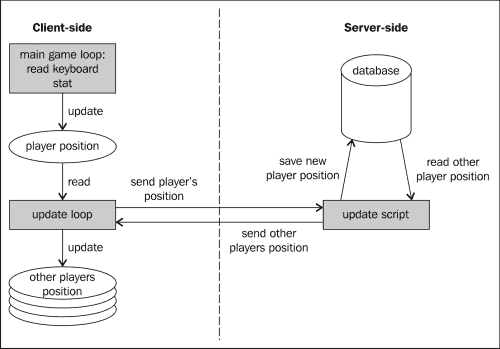 Client-side
Server-side
main game loop:
read keyboard
stat
database
update
player position
save new
player position
read other
player position
read
send player's
position
update loop
update script
send other
players position
update
other players
position